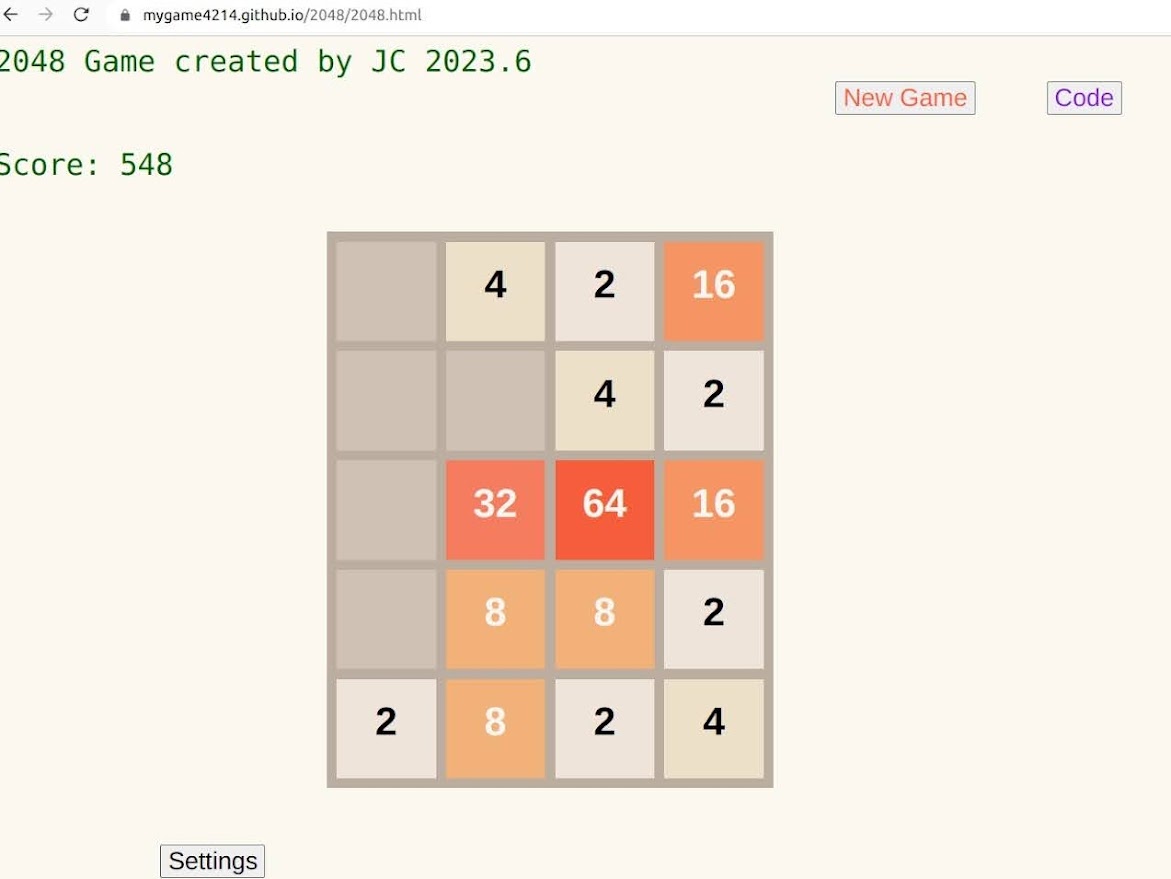 mygame4214.github.io/2048/2048.html
2048 Game created by JC 2023.6
New Game
Code
Score: 548
4 2 16
4 2
32 64 16
8 8 2
2 8 2 4
Settings